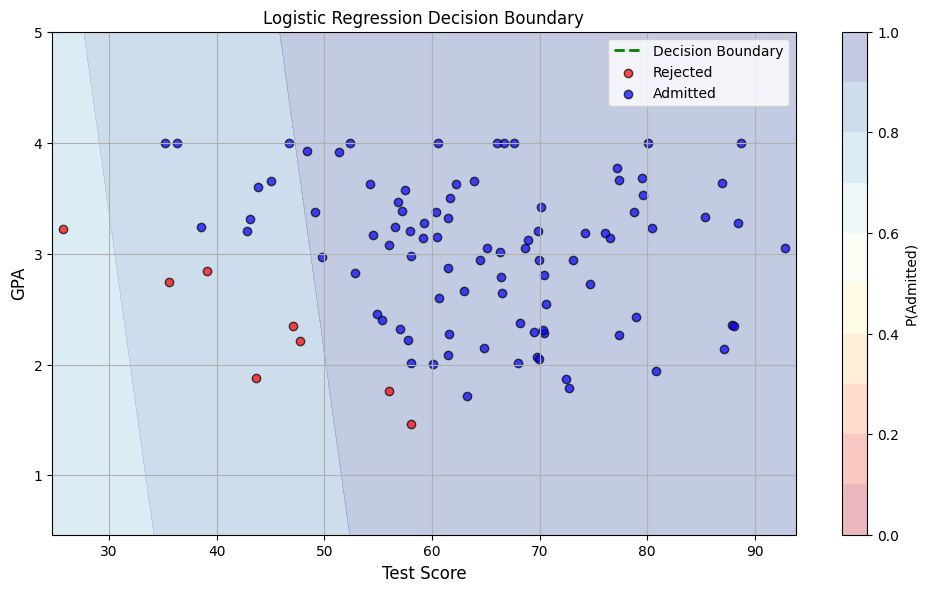 Logistic Regression Decision Boundary
Decision Boundary
Rejected
Admitted
5
4
3
2
1
GPA
30
40
50
60
70
80
90
Test Score
1.0
0.8
0.6
0.4
0.2
0.0
P(Admitted)